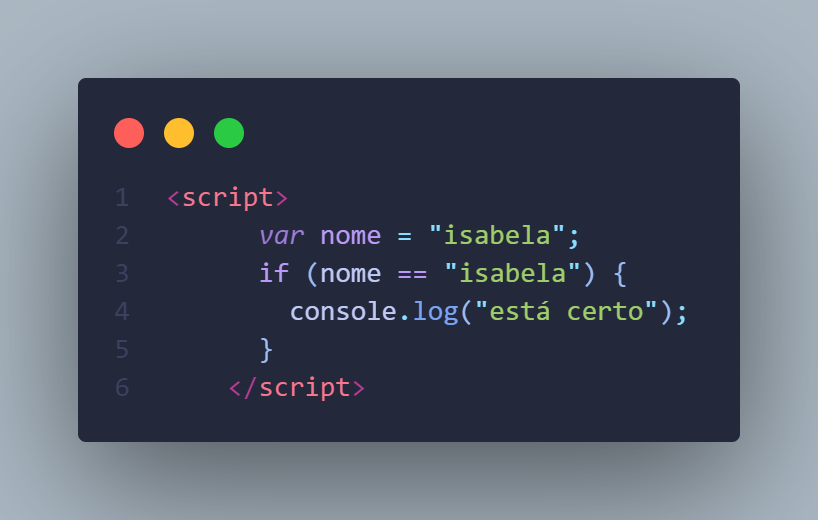 1 <script>
2 var nome = "isabela";
3 if (nome == "isabela") {
4 console.log("está certo");
5 }
6 </script>